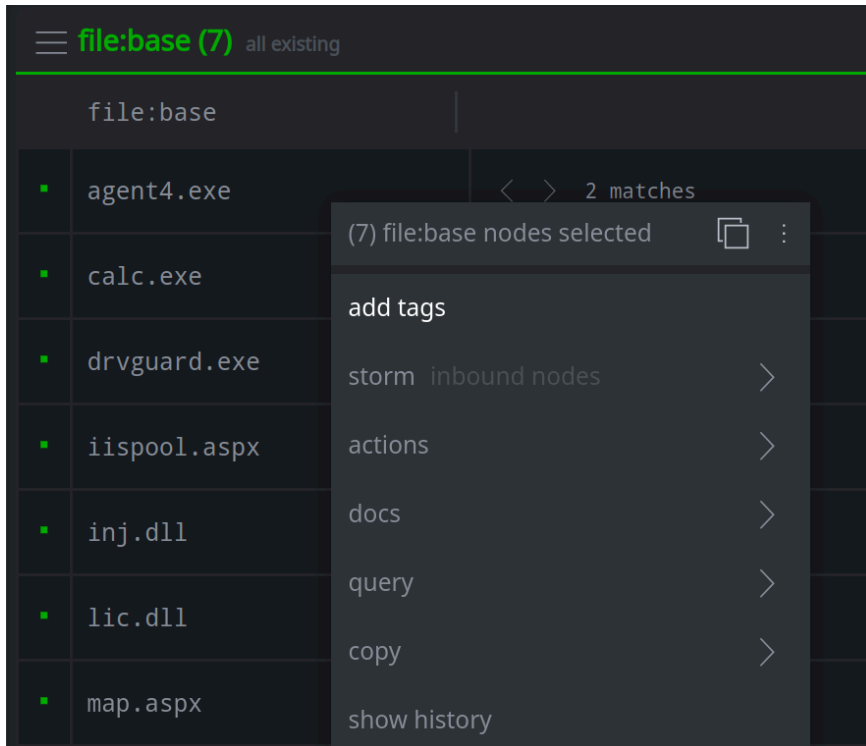 file:base (7) all existing
file:base
agent4.exe
2 matches
(7) file:base nodes selected
calc.exe
add tags
drvguard.exe
storm inbound nodes
iispool.aspx
actions
docs
inj.dll
query
lic.dll
copy
map.aspx
show history